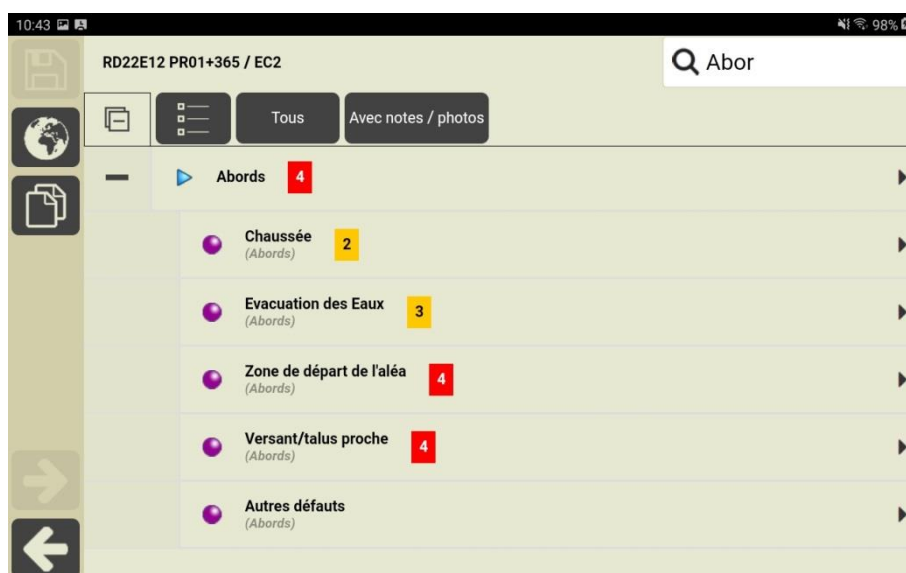 10:43
98%
RD22E12 PR01+365 / EC2
Abor
Tous
Avec notes / photos
Abords 4
Chaussée 2
(Abords)
Evacuation des Eaux 3
(Abords)
Zone de départ de l'aléa 4
(Abords)
Versant/talus proche 4
(Abords)
Autres défauts
(Abords)